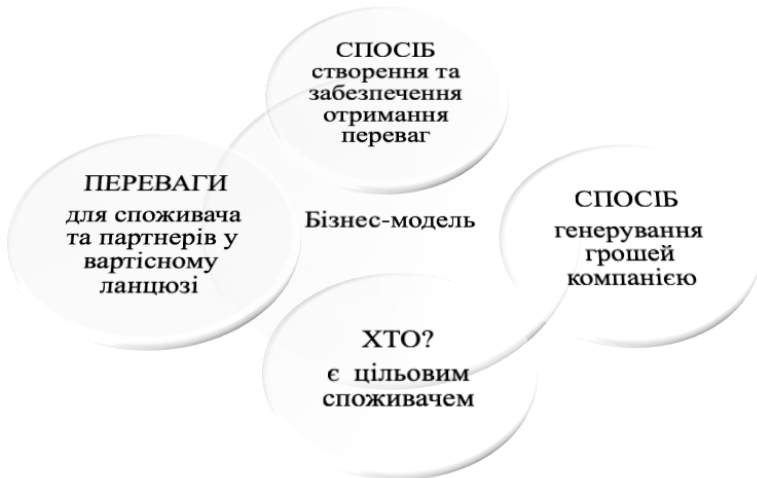 СПОСІБ
створення та
забезпечення
отримання
переваг
ПЕРЕВАГИ
для споживача
та партнерів у
вартісному
ланцюзі
Бізнес-модель
СПОСІБ
генерування
грошей
компанією
ХТО?
є цільовим
споживачем